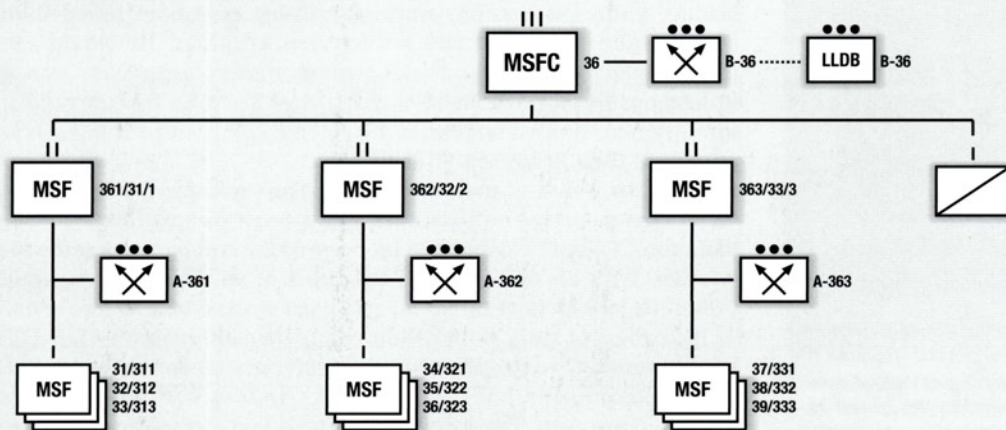 MSFC
36
B-36
LLDB
B-36
MSF
361/31/1
MSF
362/32/2
MSF
363/33/3
A-361
A-362
A-363
MSF
31/311
32/312
33/313
MSF
34/321
35/322
36/323
MSF
37/331
38/332
39/333